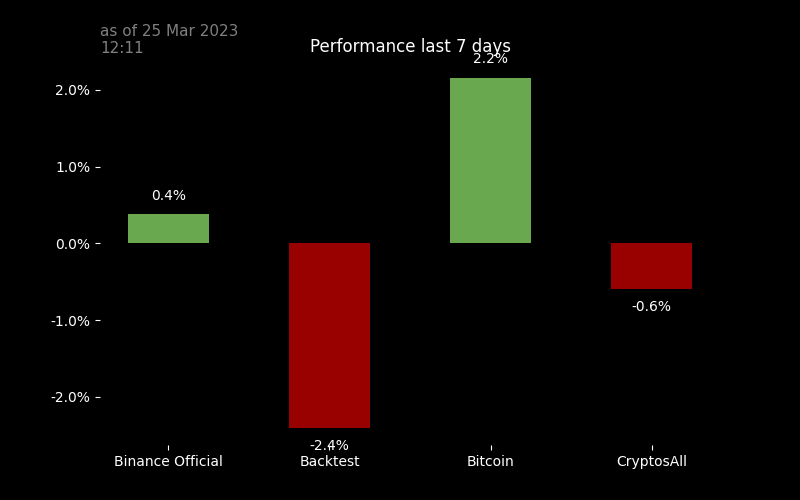 as of 25 Mar 2023
12:11
Performance last 7 days
2.2%
2.0%
1.0%
0.4%
0.0%
-0.6%
-1.0%
-2.0%
-2.4%
Binance Official
Backtest
Bitcoin
CryptosAll